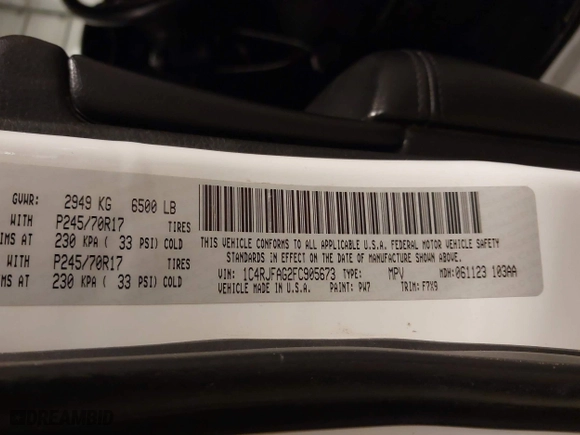 GVWR: 2949 KG 6500 LB
WITH P245/70R17 TIRES
IMS AT 230 KPA ( 33 PSI) COLD
WITH P245/70R17 TIRES
IMS AT 230 KPA ( 33 PSI) COLD
THIS VEHICLE CONFORMS TO ALL APPLICABLE U.S.A. FEDERAL MOTOR VEHICLE SAFETY
STANDARDS IN EFFECT ON THE DATE OF MANUFACTURE SHOWN ABOVE.
VIN: 1C4RJFAG2FC905673 TYPE: MPV MDH: 061123 103AA
VEHICLE MADE IN U.S.A. PAINT: PW7 TRIM: F7X9
DREAMBID